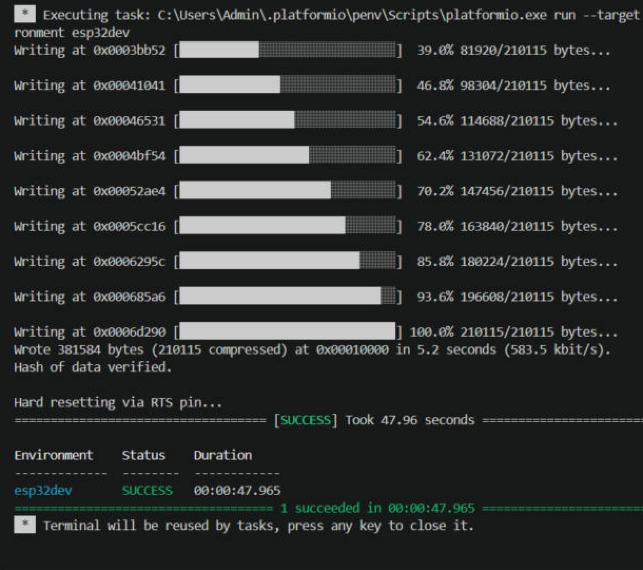 * Executing task: C:\Users\Admin\.platformio\penv\Scripts\platformio.exe run --target
ronment esp32dev
Writing at 0x0003bb52 [ ] 39.0% 81920/210115 bytes...
Writing at 0x00041041 [ ] 46.8% 98304/210115 bytes...
Writing at 0x00046531 [ ] 54.6% 114688/210115 bytes...
Writing at 0x0004bf54 [ ] 62.4% 131072/210115 bytes...
Writing at 0x00052ae4 [ ] 70.2% 147456/210115 bytes...
Writing at 0x0005cc16 [ ] 78.0% 163840/210115 bytes...
Writing at 0x0006295c [ ] 85.8% 180224/210115 bytes...
Writing at 0x000685a6 [ ] 93.6% 196608/210115 bytes...
Writing at 0x0006d290 [ ] 100.0% 210115/210115 bytes...
Wrote 381584 bytes (210115 compressed) at 0x00010000 in 5.2 seconds (583.5 kbit/s).
Hash of data verified.
Hard resetting via RTS pin...
=================================== [SUCCESS] Took 47.96 seconds =======================
Environment    Status    Duration
-------------  --------  ------------
esp32dev       SUCCESS   00:00:47.965
==================================== 1 succeeded in 00:00:47.965 =======================
* Terminal will be reused by tasks, press any key to close it.